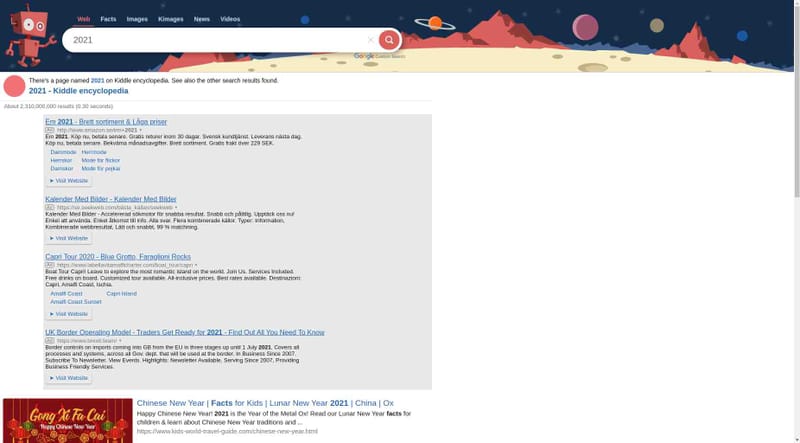 Web Facts Images Kimages News Videos
2021
Google Custom Search
There's a page named 2021 on Kiddle encyclopedia. See also the other search results found.
2021 - Kiddle encyclopedia
About 2,310,000,000 results (0.30 seconds)
Em 2021 - Brett sortiment & Låga priser
Ad http://www.amazon.se/em+2021
Em 2021. Köp nu, betala senare. Gratis returer inom 30 dagar. Svensk kundtjänst. Leverans nästa dag.
Köp nu, betala senare. Bekväma månadsavgifter. Brett sortiment. Gratis frakt över 229 SEK.
Dammode Herrmode
Herrskor Mode för flickor
Damskor Mode för pojkar
Visit Website
Kalender Med Bilder - Kalender Med Bilder
Ad
Kalender Med Bilder - Accelererad sökmotor för snabba resultat. Snabb och pålitlig. Upptäck oss nu!
Enkel att använda. Enkel åtkomst till info. Alla svar. Flera kombinerade källor. Typer: Information,
Kombinerade webbresultat. Lätt och snabbt, 99 % matchning.
Visit Website
Capri Tour 2020 - Blue Grotto, Faraglioni Rocks
Ad
Boat Tour Capri! Leave to explore the most romantic island on the world. Join Us. Services Included.
Free drinks on board. Customized tour available. All-inclusive prices. Best rates available. Destinazioni:
Capri, Amalfi Coast, Ischia.
Amalfi Coast Capri Island
Amalfi Coast Sunset
Visit Website
UK Border Operating Model - Traders Get Ready for 2021 - Find Out All You Need To Know
Ad https://www.brexit.team/
Border controls on imports coming into GB from the EU in three stages up until 1 July 2021. Covers all
processes and systems, across all Gov. dept. that will be used at the border. In Business Since 2007.
Subscribe To Newsletter. View Events. Highlights: Newsletter Available, Serving Since 2007, Providing
Business Friendly Services.
Visit Website
Gong Xi Fa Cai
Happy Chinese New Year
Chinese New Year | Facts for Kids | Lunar New Year 2021 | China | Ox
Happy Chinese New Year! 2021 is the Year of the Metal Ox! Read our Lunar New Year facts for
children & learn about Chinese New Year traditions and ...
https://www.kids-world-travel-guide.com/chinese-new-year.html